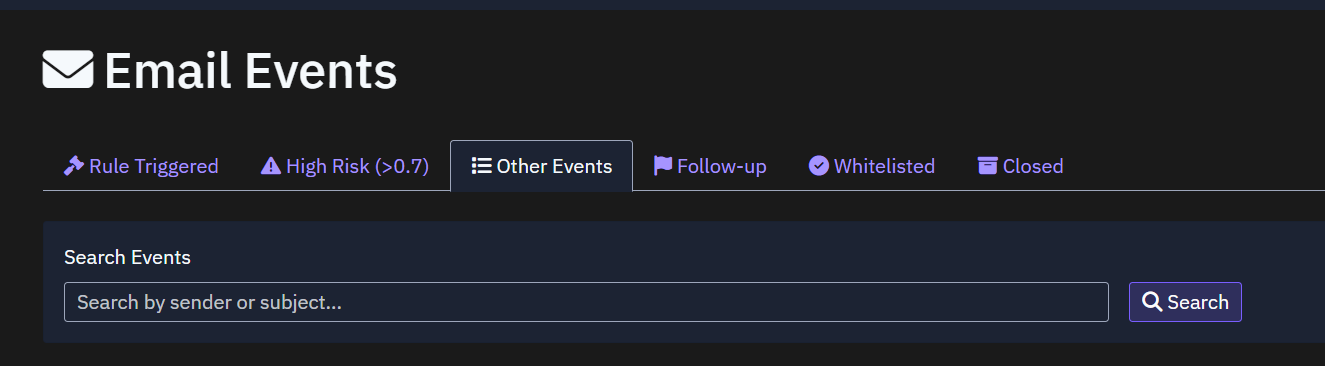 Email Events
Rule Triggered High Risk (>0.7) Other Events Follow-up Whitelisted Closed
Search Events
Search by sender or subject... Search